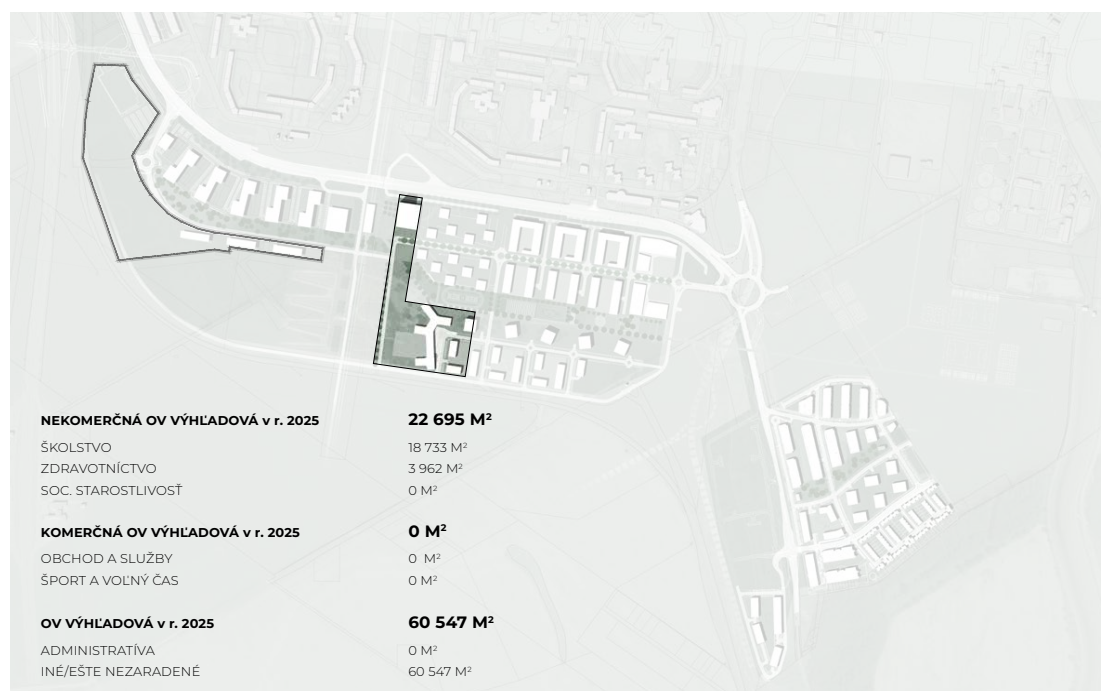 NEKOMERČNÁ OV VÝHĽADOVÁ v r. 2025 22 695 M²
ŠKOLSTVO 18 733 M²
ZDRAVOTNÍCTVO 3 962 M²
SOC. STAROSTLIVOSŤ 0 M²
KOMERČNÁ OV VÝHĽADOVÁ v r. 2025 0 M²
OBCHOD A SLUŽBY 0 M²
ŠPORT A VOĽNÝ ČAS 0 M²
OV VÝHĽADOVÁ v r. 2025 60 547 M²
ADMINISTRATÍVA 0 M²
INÉ/EŠTE NEZARADENÉ 60 547 M²